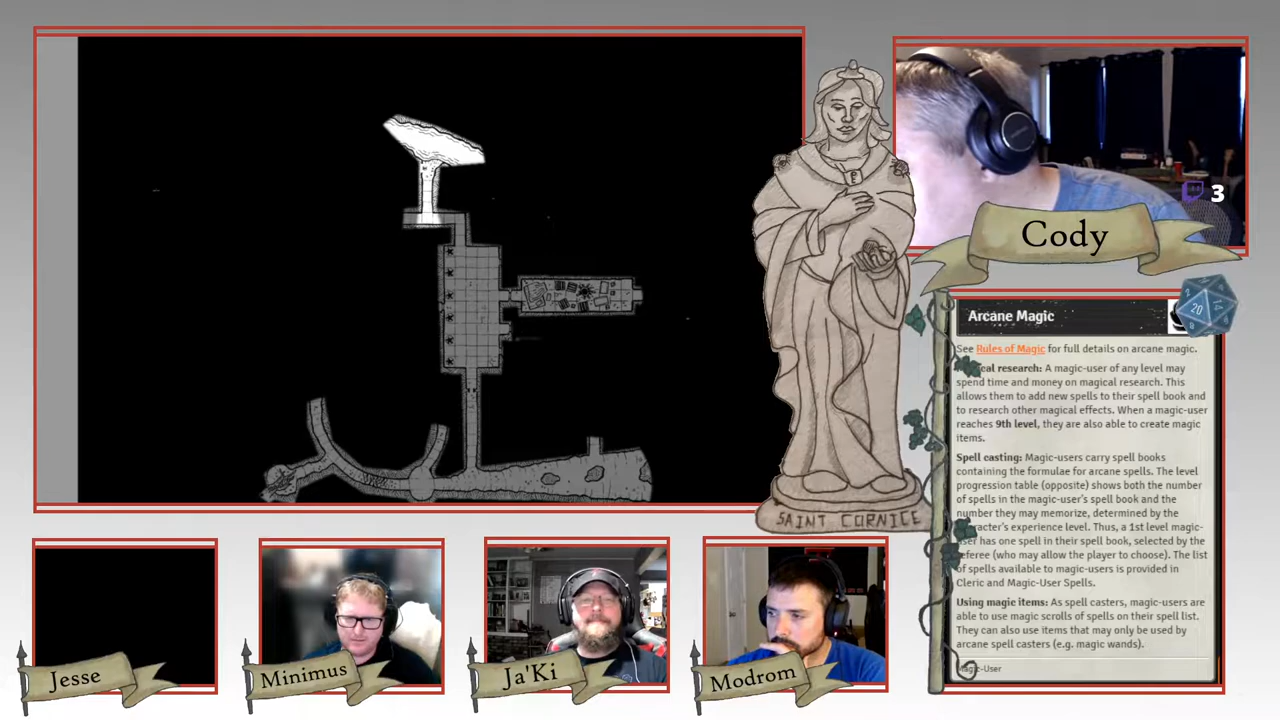 3
Cody
20
Arcane Magic
See Rules of Magic for full details on arcane magic.
research: A magic-user of any level may
spend time and money on magical research. This
allows them to add new spells to their spell book and
to research other magical effects. When a magic-user
reaches 9th level, they are also able to create magic
items.
Spell casting: Magic-users carry spell books
containing the formulae for arcane spells. The level
progression table (opposite) shows both the number
of spells in the magic-user's spell book and the
number they may memorize, determined by the
experience level. Thus, a 1st level magic-
has one spell in their spell book, selected by the
(who may allow the player to choose). The list
of spells available to magic-users is provided in
Cleric and Magic-User Spells.
Using magic items: As spell casters, magic-users are
able to use magic scrolls of spells on their spell list.
They can also use items that may only be used by
arcane spell casters (e.g. magic wands).
Magic-User
SAINT CORNICE
Jesse
Minimus
Ja'Ki
Modrom